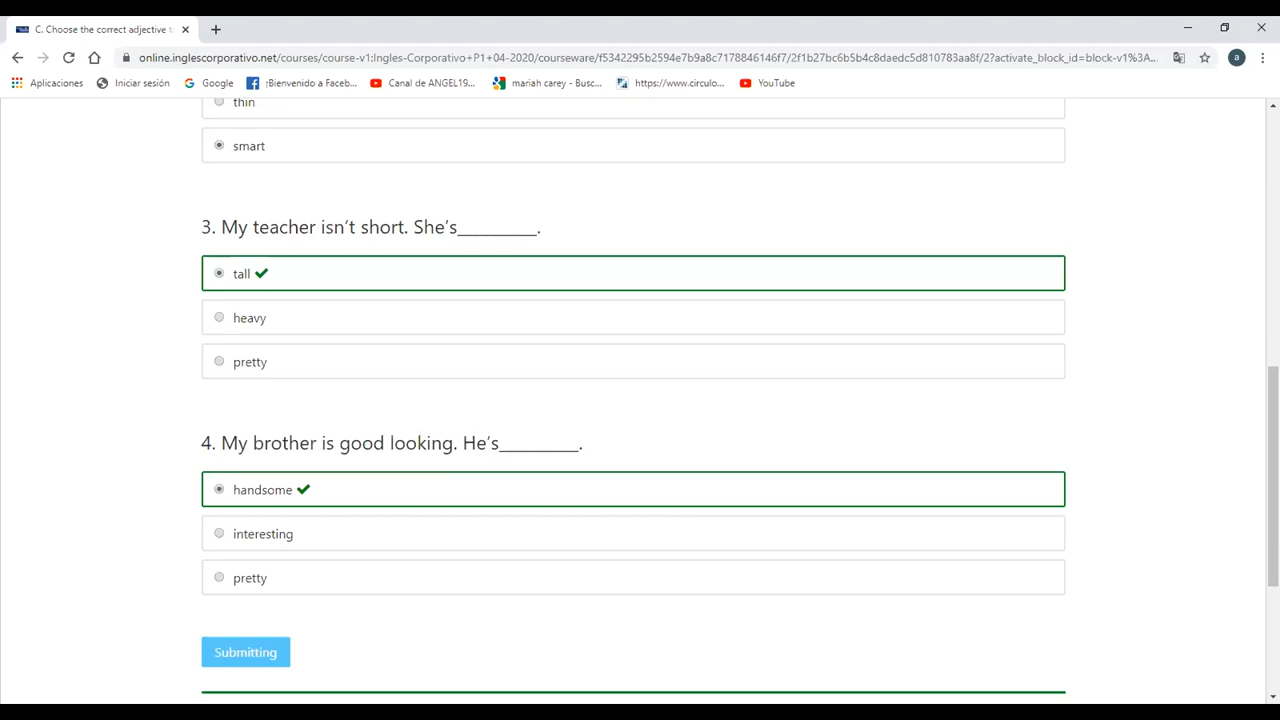 C. Choose the correct adjective t
online.inglescorporativo.net/courses/course-v1:Ingles-Corporativo+P1+04-2020/courseware/f5342295b2594e7b9a8c7178846146f7/2f1b27bc6b5b4c8daedc5d810783aa8f/2?activate_block_id=block-v1%3A...
a
Aplicaciones
Iniciar sesión
Google
¡Bienvenido a Faceb...
Canal de ANGEL19...
mariah carey - Busc...
https://www.circulo...
YouTube
thin
smart
3. My teacher isn't short. She's_________.
tall
heavy
pretty
4. My brother is good looking. He's_________.
handsome
interesting
pretty
Submitting